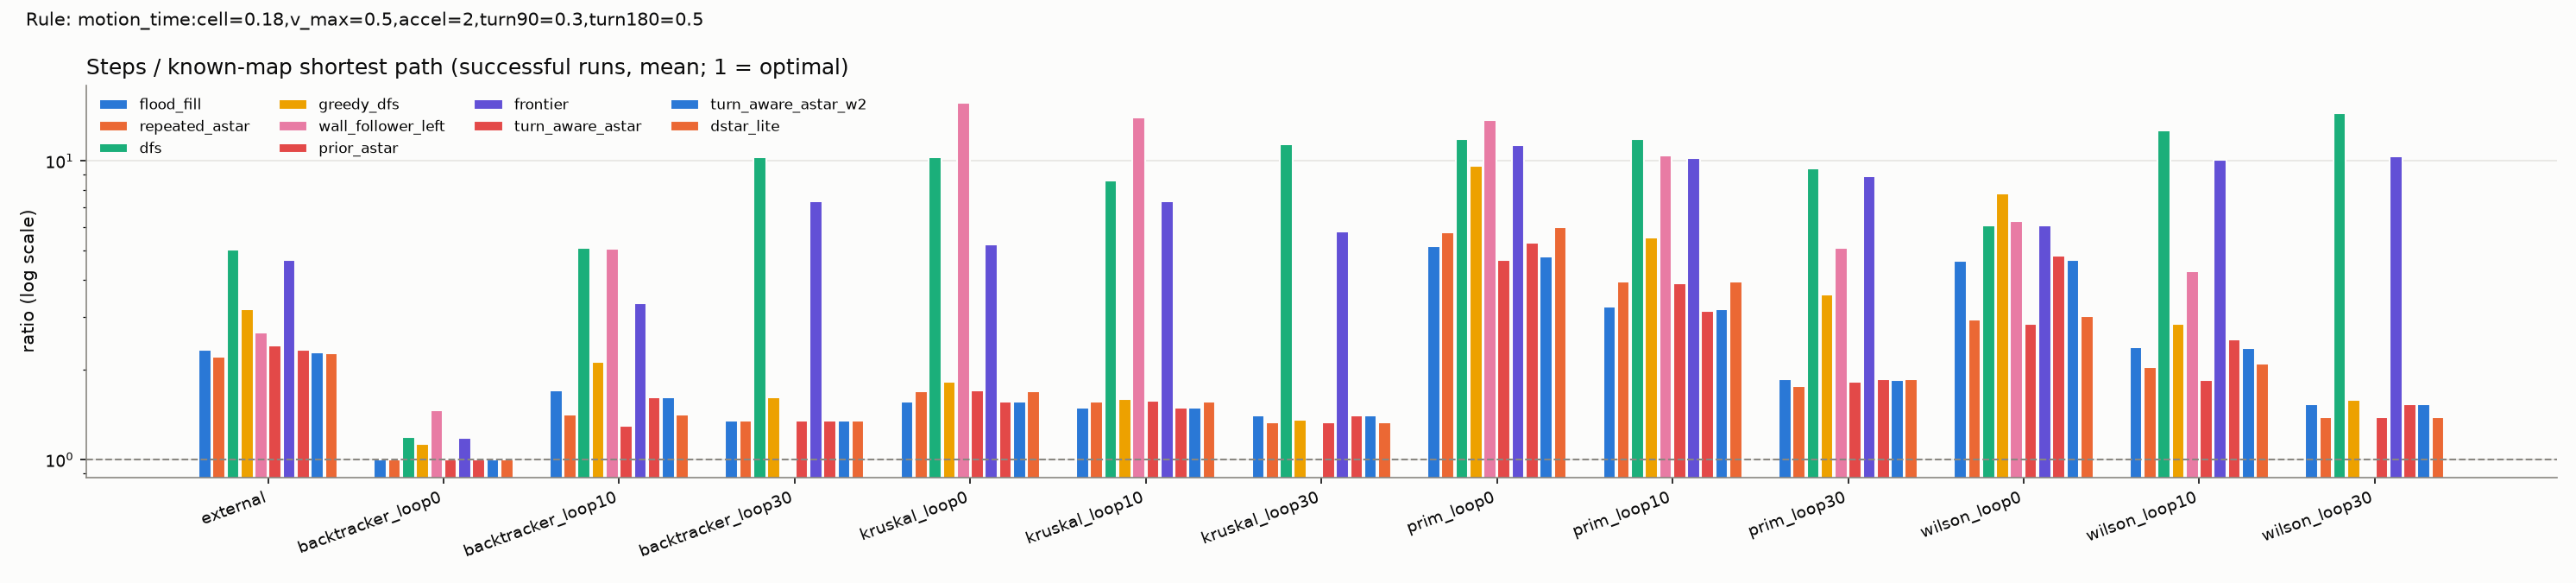 Rule: motion_time:cell=0.18,v_max=0.5,accel=2,turn90=0.3,turn180=0.5
Steps / known-map shortest path (successful runs, mean; 1 = optimal)
flood_fill
repeated_astar
dfs
greedy_dfs
wall_follower_left
prior_astar
frontier
turn_aware_astar
turn_aware_astar_w2
dstar_lite
ratio (log scale)
10¹
10⁰
external
backtracker_loop0
backtracker_loop10
backtracker_loop30
kruskal_loop0
kruskal_loop10
kruskal_loop30
prim_loop0
prim_loop10
prim_loop30
wilson_loop0
wilson_loop10
wilson_loop30